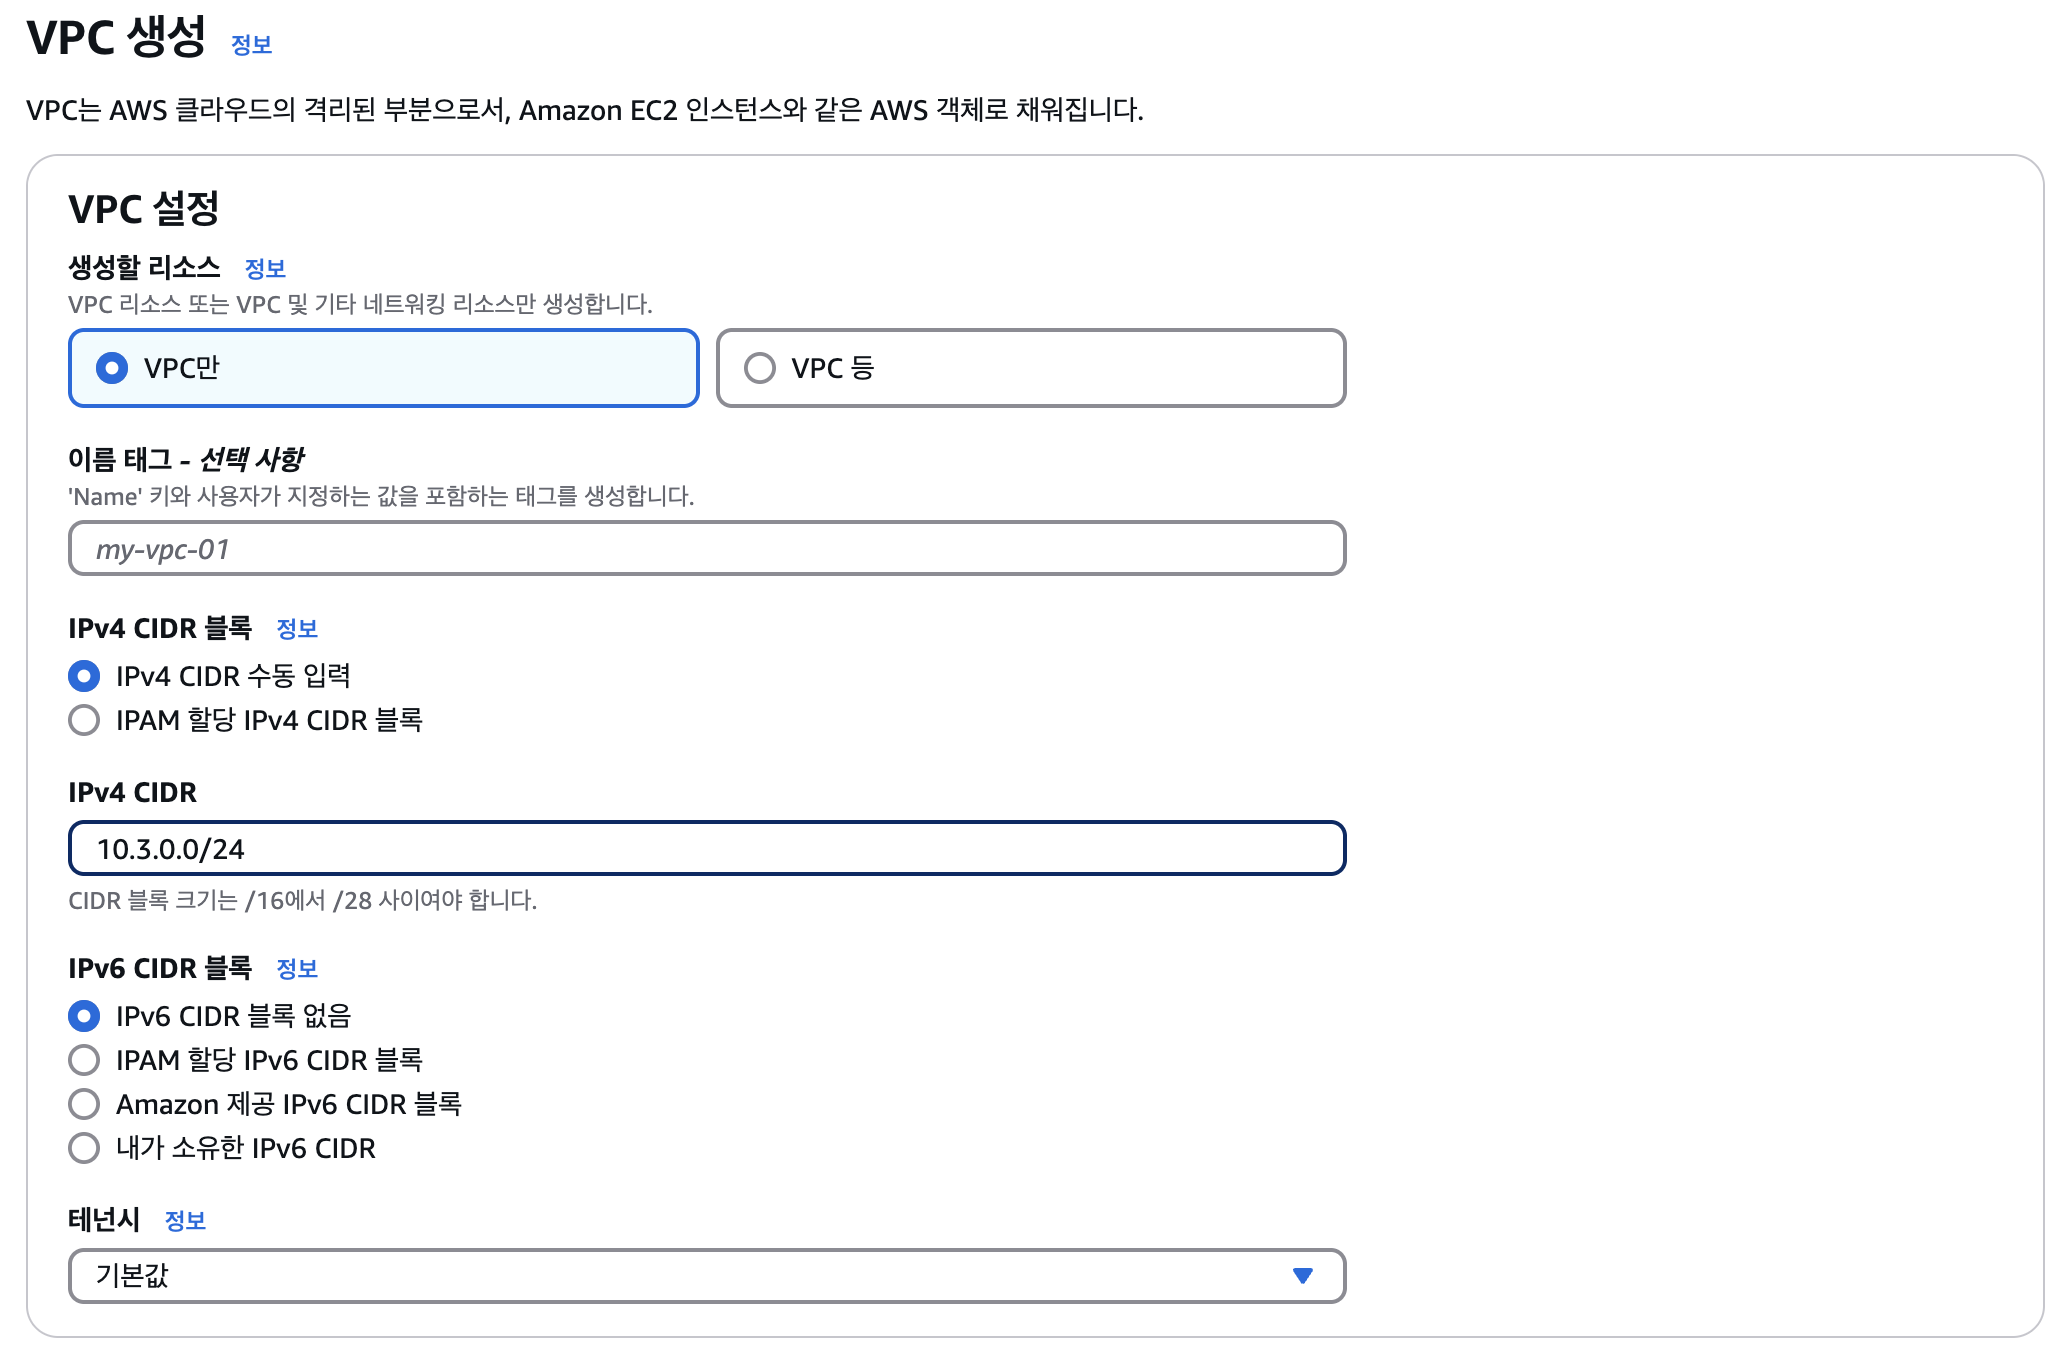 VPC 생성 정보
VPC는 AWS 클라우드의 격리된 부분으로서, Amazon EC2 인스턴스와 같은 AWS 객체로 채워집니다.
VPC 설정
생성할 리소스 정보
VPC 리소스 또는 VPC 및 기타 네트워킹 리소스만 생성합니다.
VPC만 VPC 등
이름 태그 - 선택 사항
'Name' 키와 사용자가 지정하는 값을 포함하는 태그를 생성합니다.
my-vpc-01
IPv4 CIDR 블록 정보
IPv4 CIDR 수동 입력
IPAM 할당 IPv4 CIDR 블록
IPv4 CIDR
10.3.0.0/24
CIDR 블록 크기는 /16에서 /28 사이여야 합니다.
IPv6 CIDR 블록 정보
IPv6 CIDR 블록 없음
IPAM 할당 IPv6 CIDR 블록
Amazon 제공 IPv6 CIDR 블록
내가 소유한 IPv6 CIDR
테넌시 정보
기본값